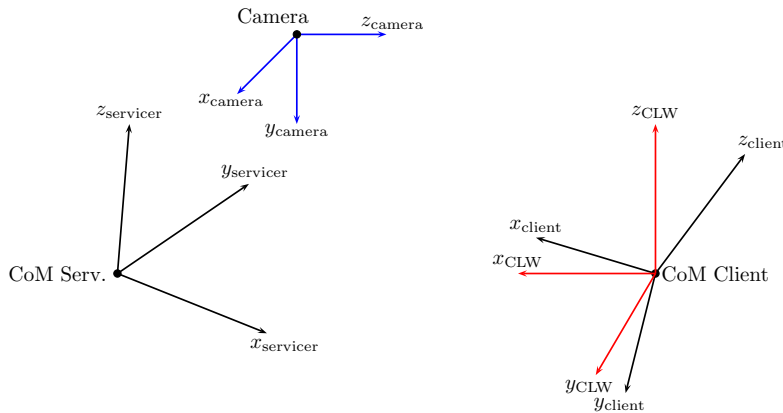 Camera
z_camera
x_camera
y_camera
z_servicer
z_CLW
z_client
y_servicer
x_client
x_CLW
CoM Serv.
CoM Client
x_servicer
y_CLW
y_client